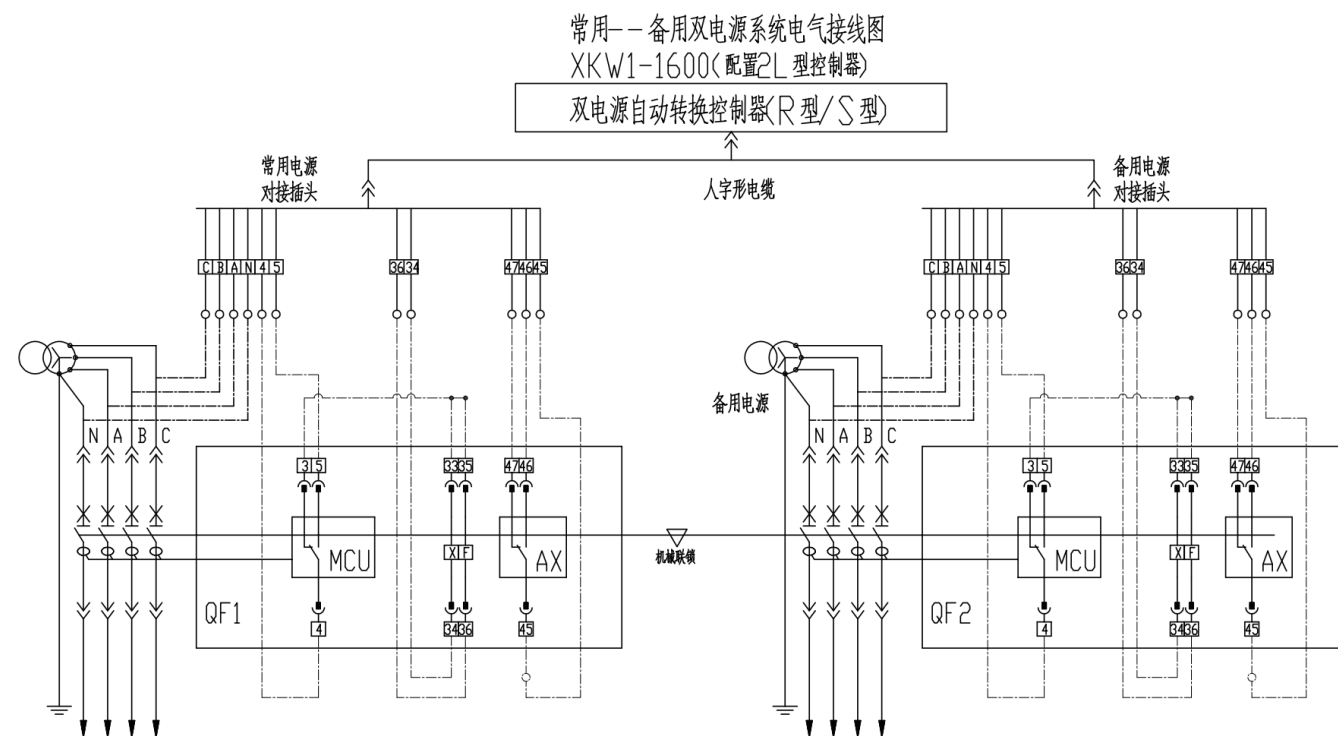 常用--备用双电源系统电气接线图
XKW1-1600(配置2L型控制器)
双电源自动转换控制器(R型/S型)
常用电源
对接插头
人字形电缆
备用电源
对接插头
C B A N 4 5
36 34
47 46 45
C B A N 4 5
36 34
47 46 45
备用电源
N A B C
N A B C
3 5
33 35
47 46
3 5
33 35
47 46
MCU
X F
AX
机械联锁
MCU
X F
AX
QF1
4
34 36
45
QF2
4
34 36
45